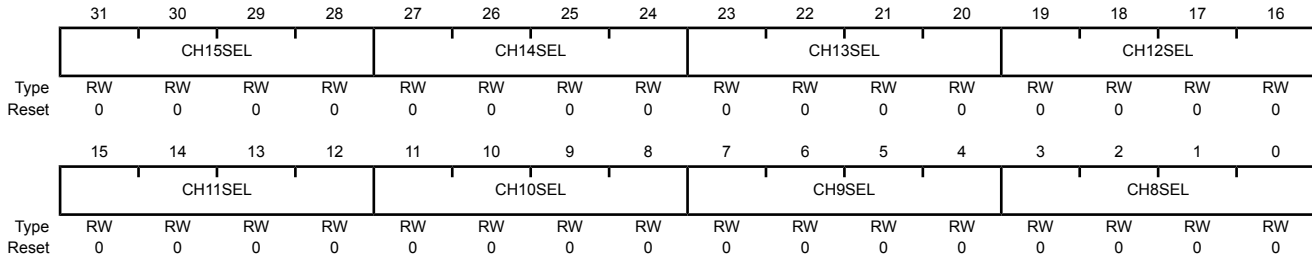 31 30 29 28 27 26 25 24 23 22 21 20 19 18 17 16
CH15SEL CH14SEL CH13SEL CH12SEL
Type RW RW RW RW RW RW RW RW RW RW RW RW RW RW RW RW
Reset 0 0 0 0 0 0 0 0 0 0 0 0 0 0 0 0
15 14 13 12 11 10 9 8 7 6 5 4 3 2 1 0
CH11SEL CH10SEL CH9SEL CH8SEL
Type RW RW RW RW RW RW RW RW RW RW RW RW RW RW RW RW
Reset 0 0 0 0 0 0 0 0 0 0 0 0 0 0 0 0